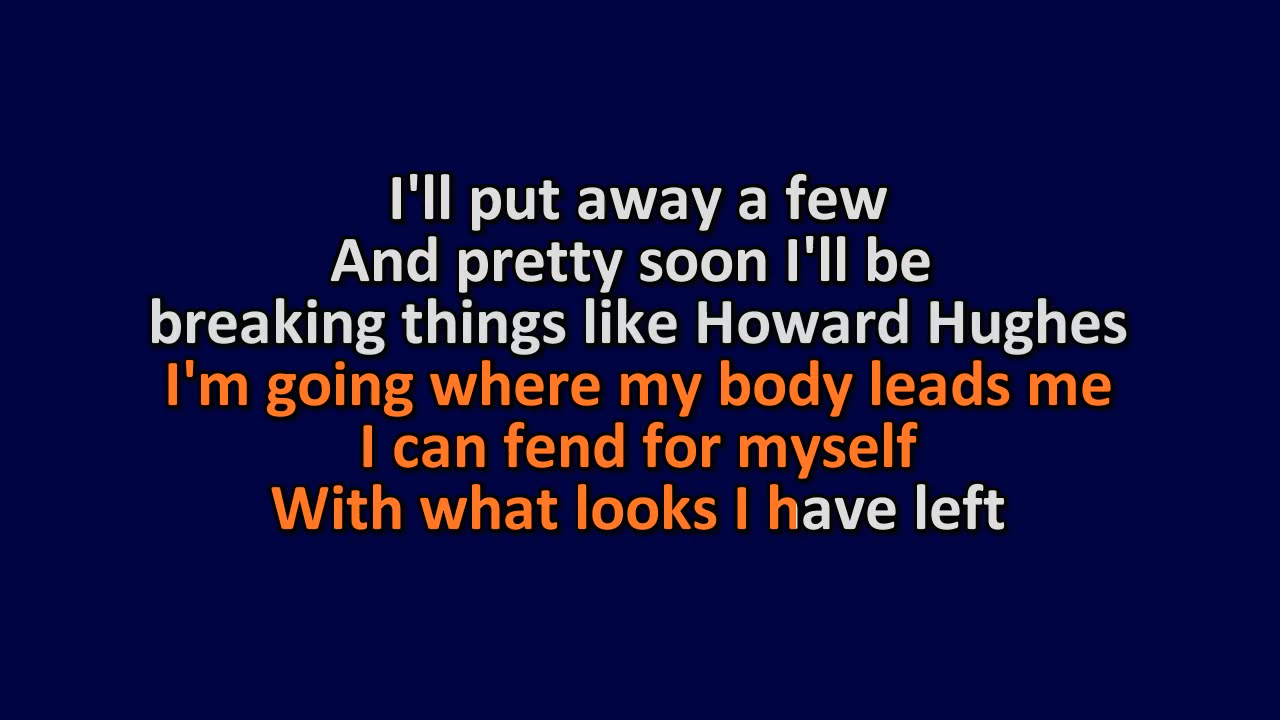 I'll put away a few
And pretty soon I'll be
breaking things like Howard Hughes
I'm going where my body leads me
I can fend for myself
With what looks I have left